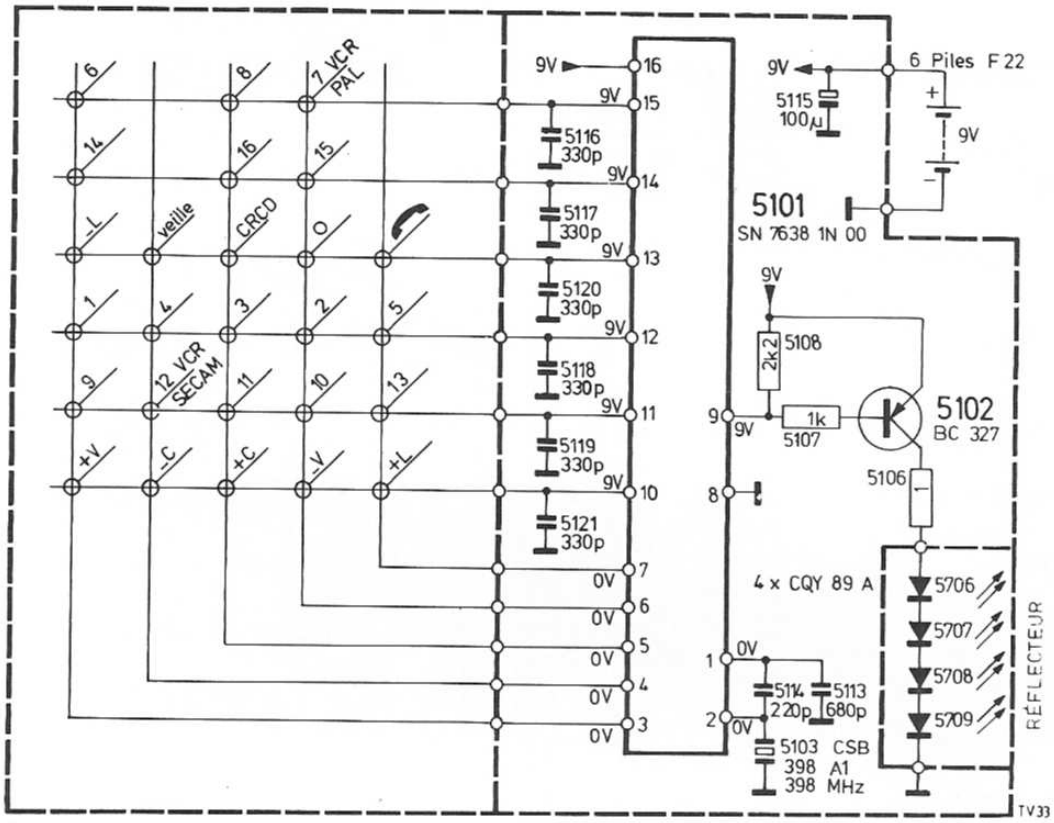 6
8
7 VCR
PAL
14
16
15
-L
veille
CRCD
O
1
4
3
2
5
9
12 VCR
SECAM
11
10
13
+V
-C
+C
-V
+L
9V
16
9V
15
5116
330p
9V
14
5117
330p
9V
13
5120
330p
9V
12
5118
330p
9V
11
5119
330p
9V
10
5121
330p
0V
7
0V
6
0V
5
0V
4
0V
3
9V
5115
100µ
6 Piles F 22
+
9V
-
5101
SN 7638 1N 00
9V
2k2
5108
9
9V
1k
5107
5102
BC 327
5106
1
8
4 x CQY 89 A
5706
5707
5708
5709
RÉFLECTEUR
1
0V
5114
220p
5113
680p
2
0V
5103 CSB
398 A1
398 MHz
TV33